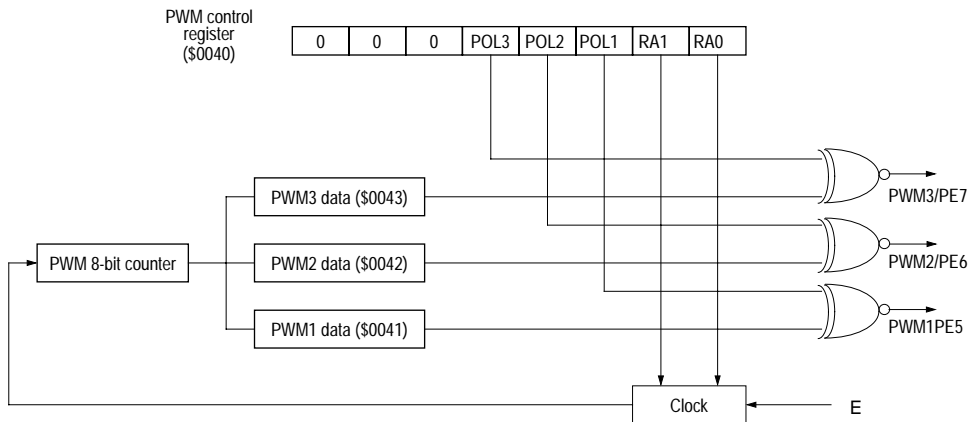 PWM control
register
($0040)
0 0 0 POL3 POL2 POL1 RA1 RA0
PWM3 data ($0043)
PWM3/PE7
PWM 8-bit counter
PWM2 data ($0042)
PWM2/PE6
PWM1 data ($0041)
PWM1PE5
Clock
E